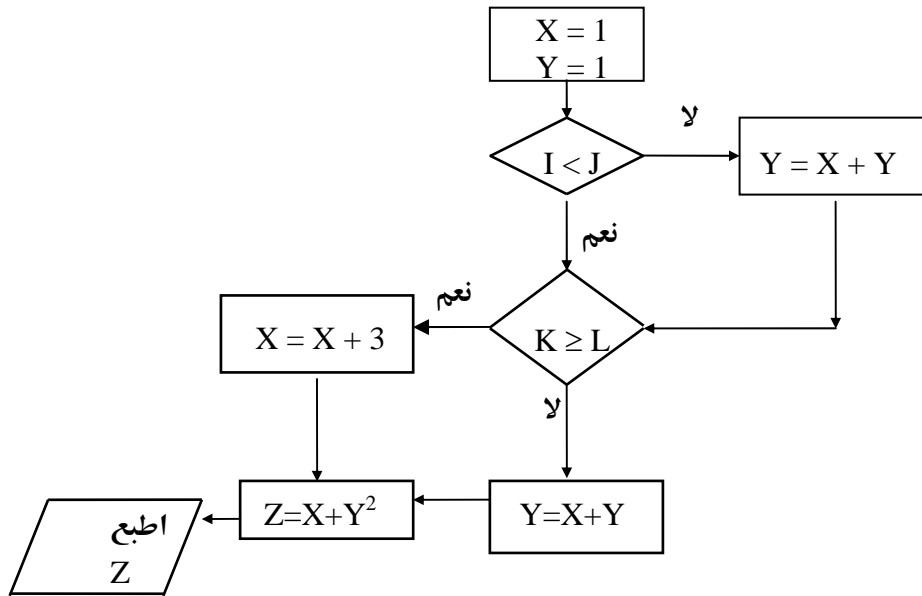 X = 1
Y = 1
لا
I < J
Y = X + Y
نعم
نعم
X = X + 3
K ≥ L
لا
Z=X+Y²
Y=X+Y
اطبع
Z